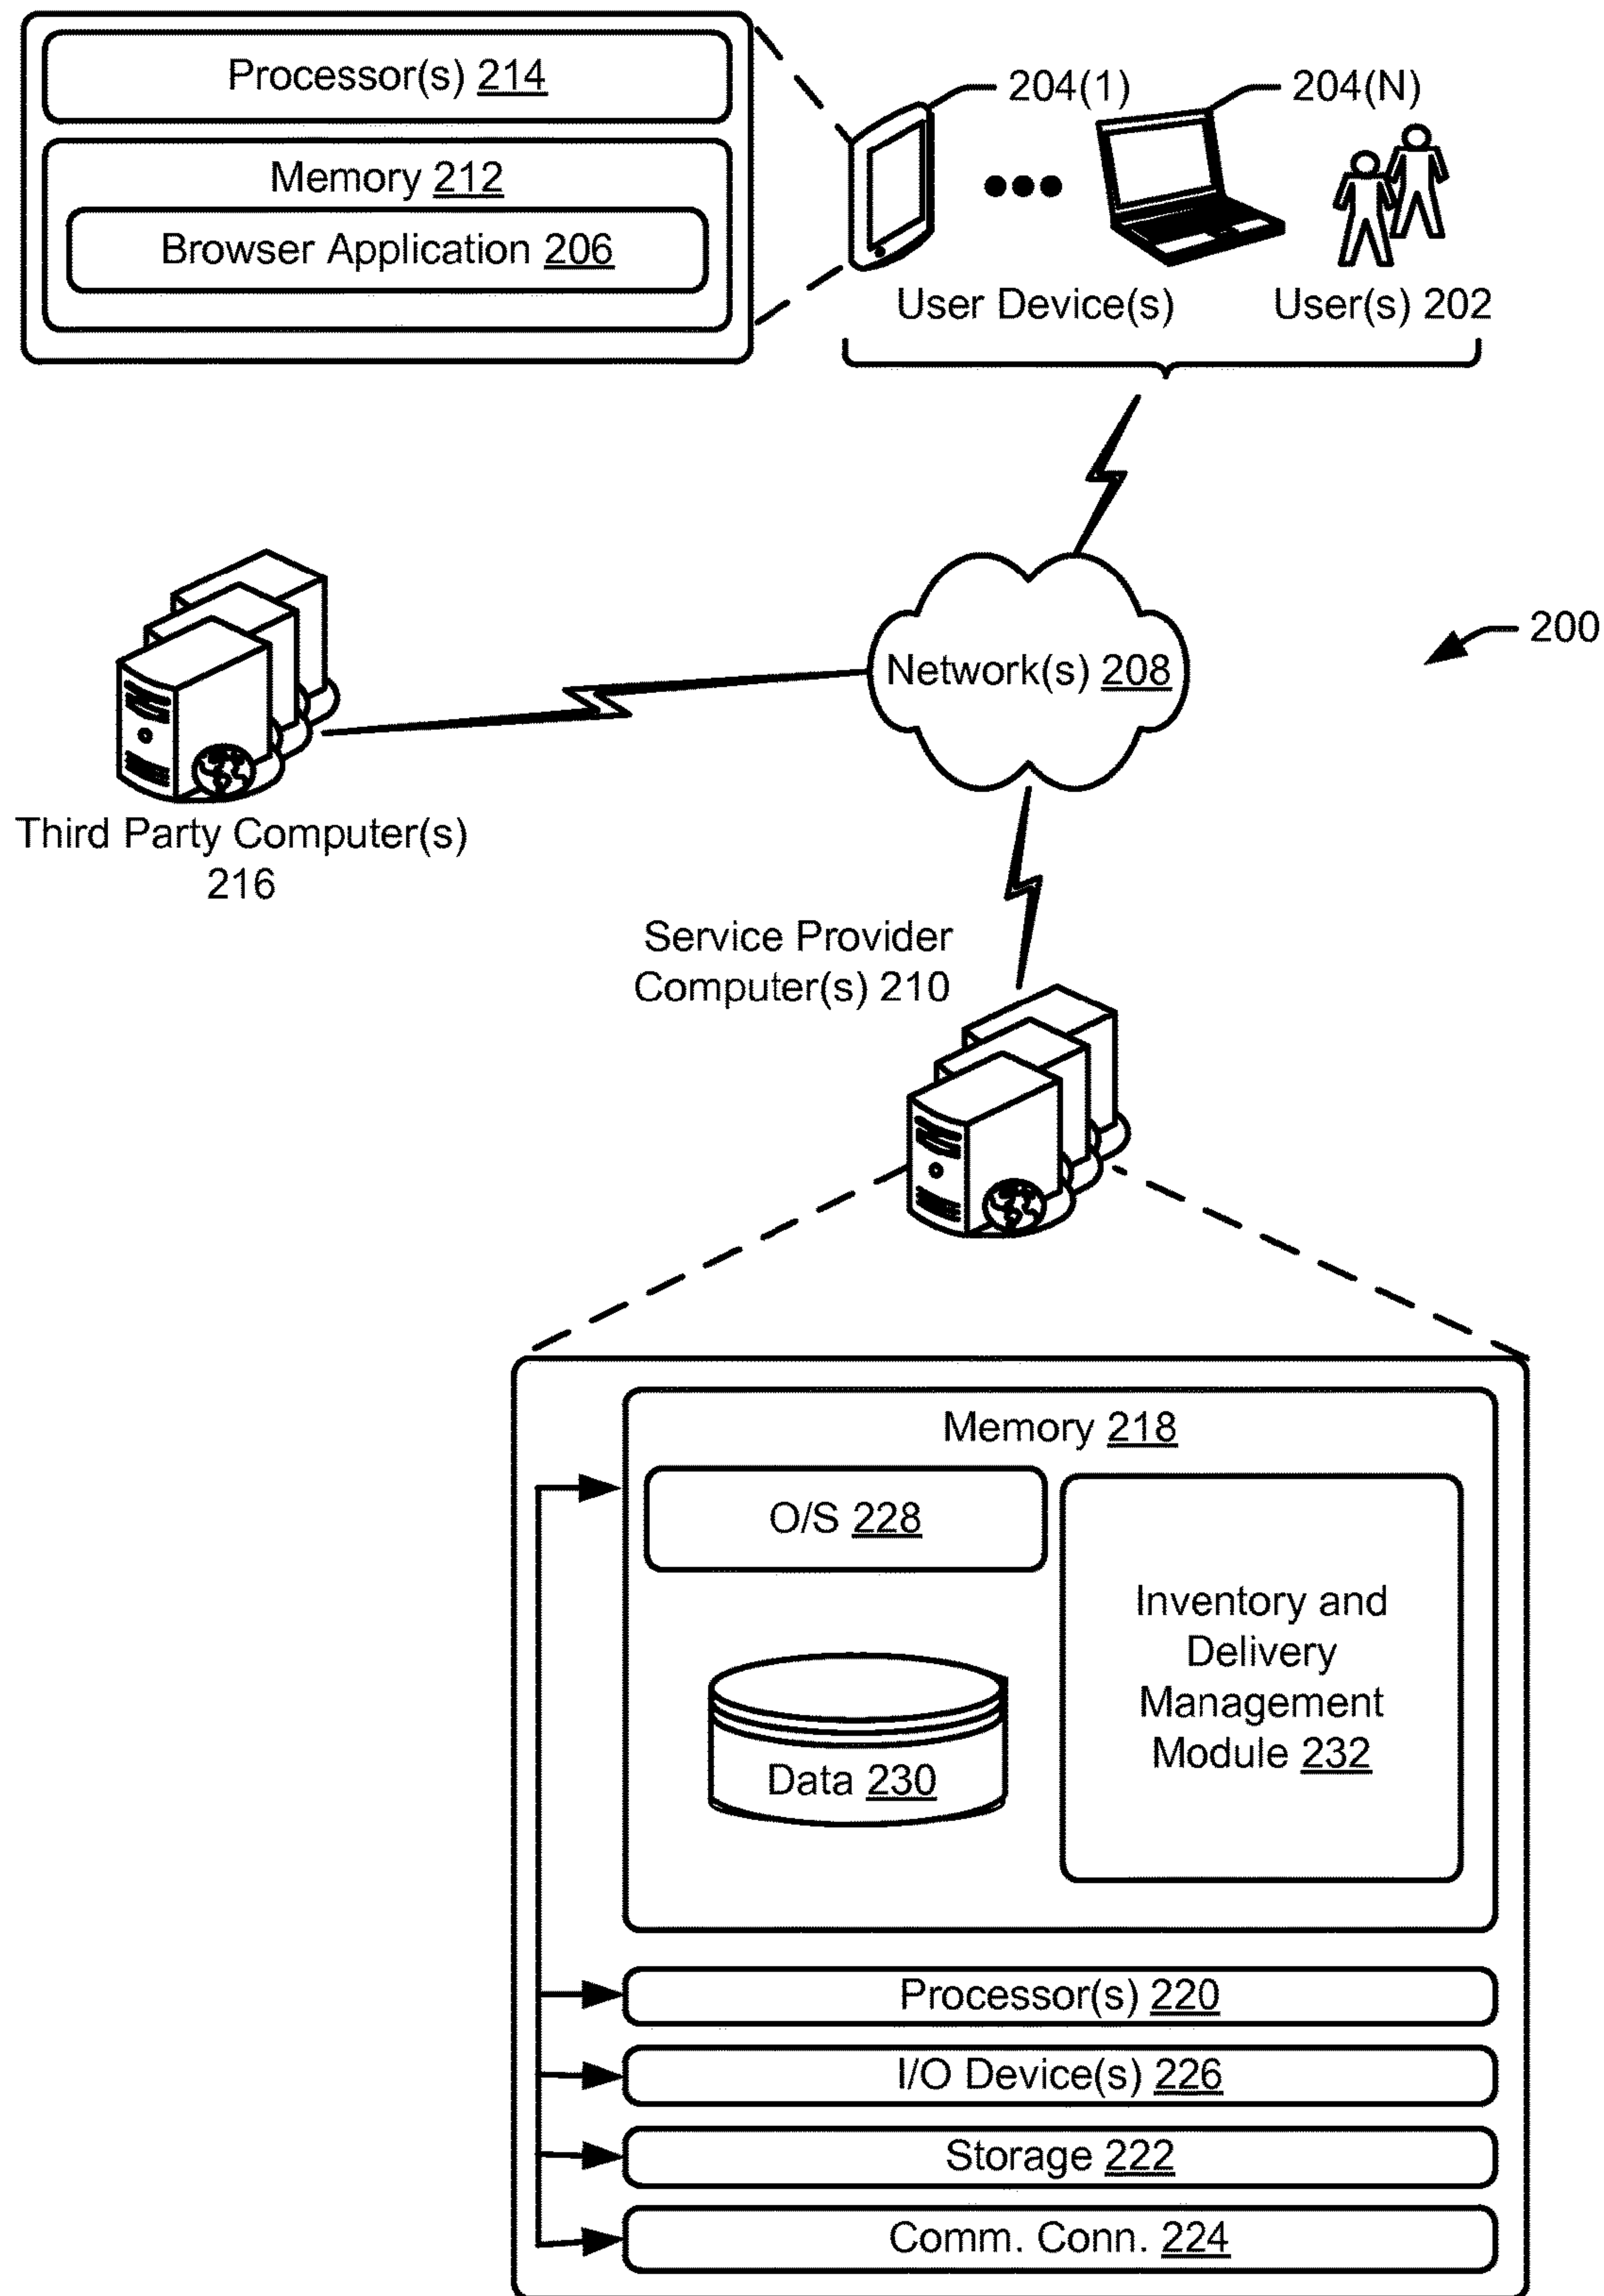 Processor(s) 214
Memory 212
Browser Application 206
204(1)
204(N)
User Device(s)
User(s) 202
200
Network(s) 208
Third Party Computer(s)
216
Service Provider
Computer(s) 210
Memory 218
O/S 228
Data 230
Inventory and
Delivery
Management
Module 232
Processor(s) 220
I/O Device(s) 226
Storage 222
Comm. Conn. 224